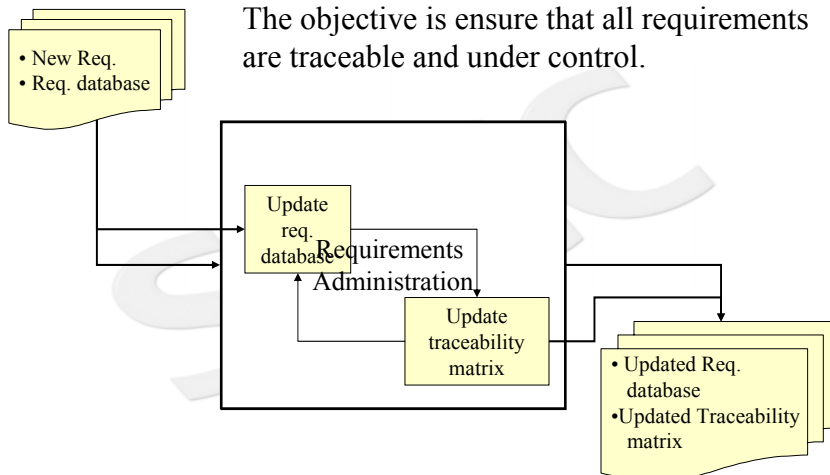 The objective is ensure that all requirements
are traceable and under control.
• New Req.
• Req. database
Update
req.
database
Requirements
Administration
Update
traceability
matrix
• Updated Req.
database
•Updated Traceability
matrix